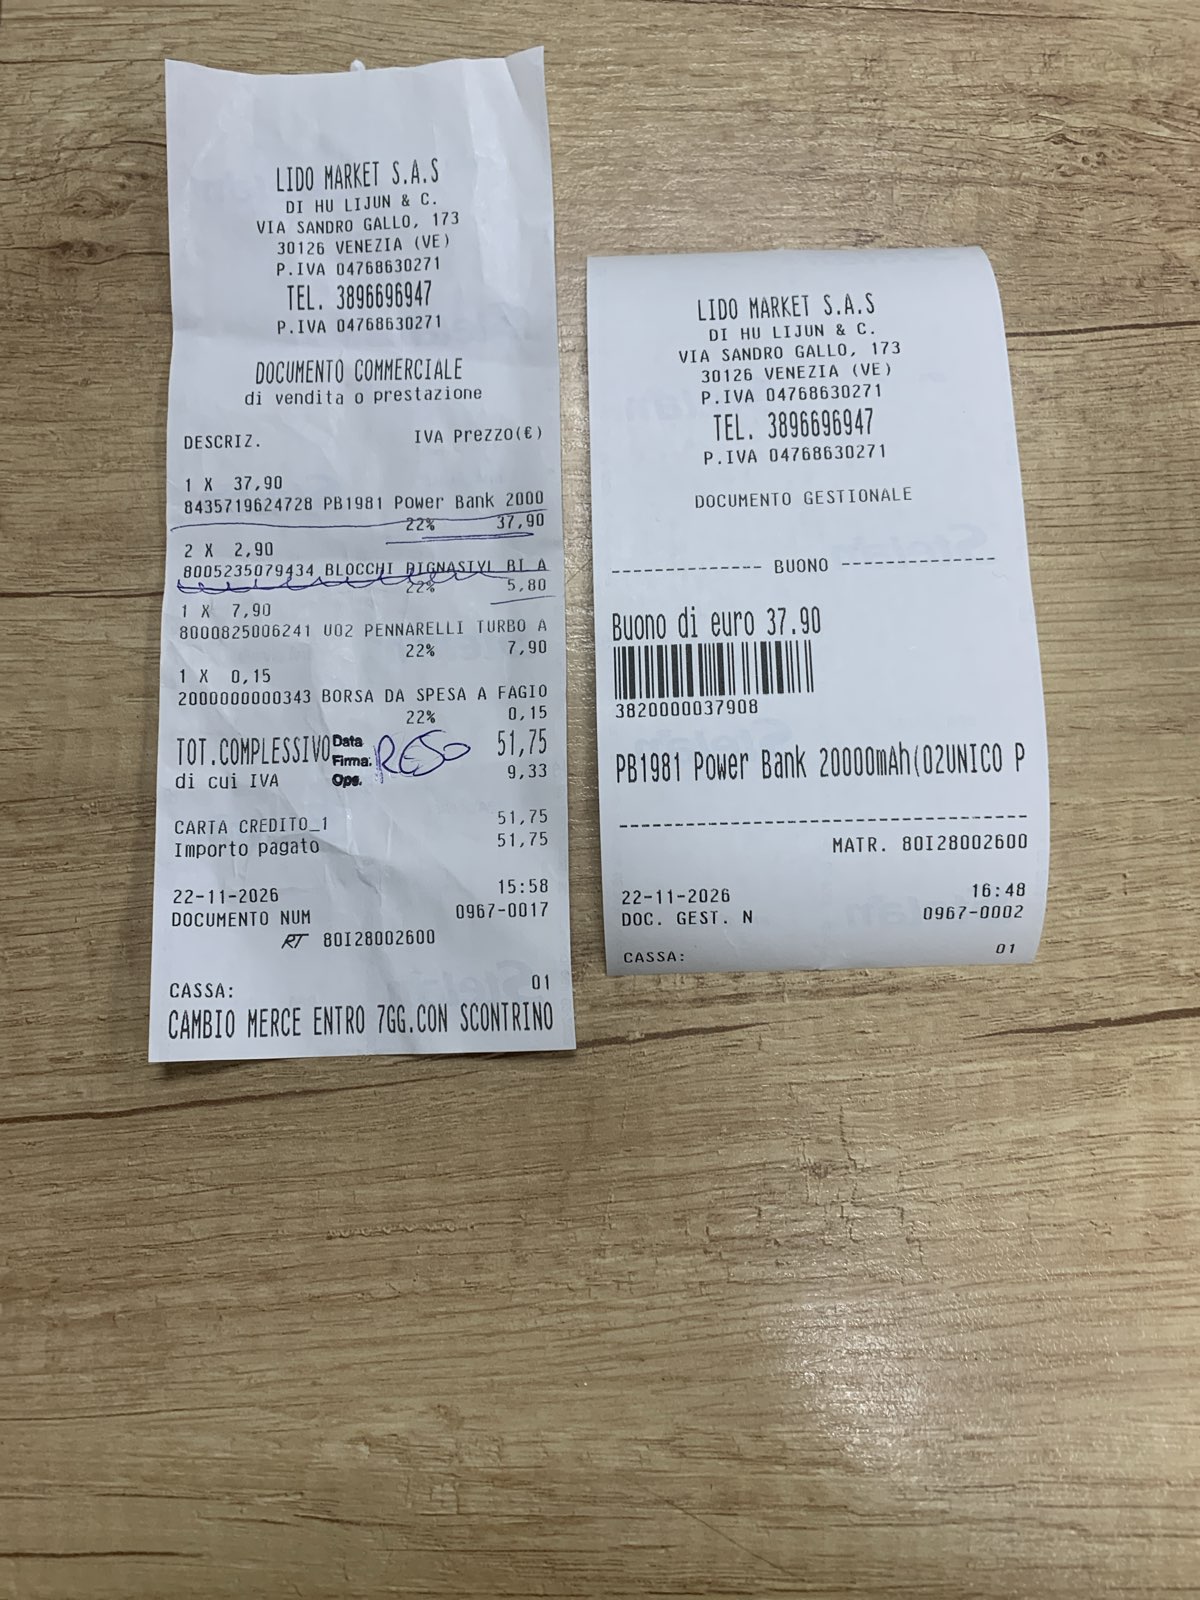 LIDO MARKET S.A.S
DI HU LIJUN & C.
VIA SANDRO GALLO, 173
30126 VENEZIA (VE)
P.IVA 04768630271
TEL. 3896696947
P.IVA 04768630271
DOCUMENTO COMMERCIALE
di vendita o prestazione
DESCRIZ. IVA Prezzo(€)
1 X 37,90
8435719624728 PB1981 Power Bank 2000
22% 37,90
2 X 2,90
8005235079434 BLOCCHI DIGNASIVI BI A
22% 5,80
1 X 7,90
8000825006241 U02 PENNARELLI TURBO A
22% 7,90
1 X 0,15
2000000000343 BORSA DA SPESA A FAGIO
22% 0,15
TOT.COMPLESSIVO 51,75
di cui IVA 9,33
Data
Firma:
Ope.
RESO
CARTA CREDITO_1 51,75
Importo pagato 51,75
22-11-2026 15:58
DOCUMENTO NUM 0967-0017
RT 80I28002600
CASSA: 01
CAMBIO MERCE ENTRO 7GG.CON SCONTRINO
LIDO MARKET S.A.S
DI HU LIJUN & C.
VIA SANDRO GALLO, 173
30126 VENEZIA (VE)
P.IVA 04768630271
TEL. 3896696947
P.IVA 04768630271
DOCUMENTO GESTIONALE
-------------- BUONO --------------
Buono di euro 37.90
3820000037908
PB1981 Power Bank 20000mAh(02UNICO P
MATR. 80I28002600
22-11-2026 16:48
DOC. GEST. N 0967-0002
CASSA: 01